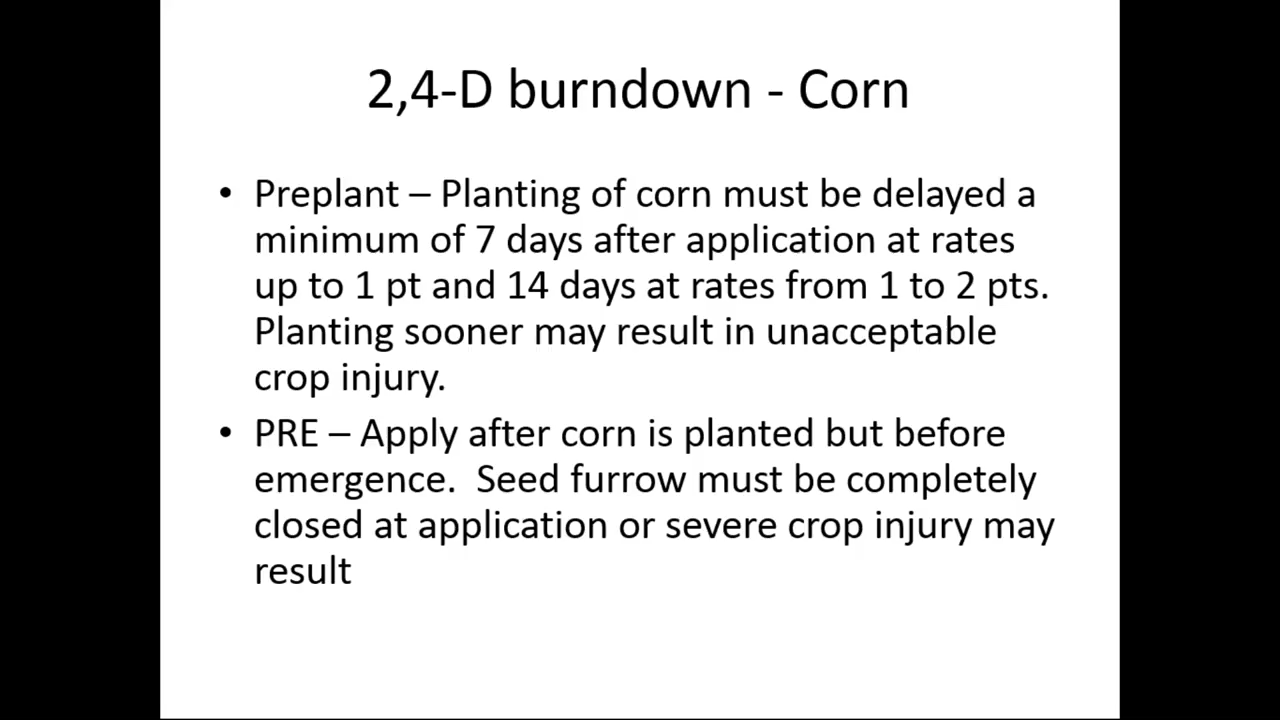 2,4-D burndown - Corn
• Preplant – Planting of corn must be delayed a
minimum of 7 days after application at rates
up to 1 pt and 14 days at rates from 1 to 2 pts.
Planting sooner may result in unacceptable
crop injury.
• PRE – Apply after corn is planted but before
emergence.  Seed furrow must be completely
closed at application or severe crop injury may
result